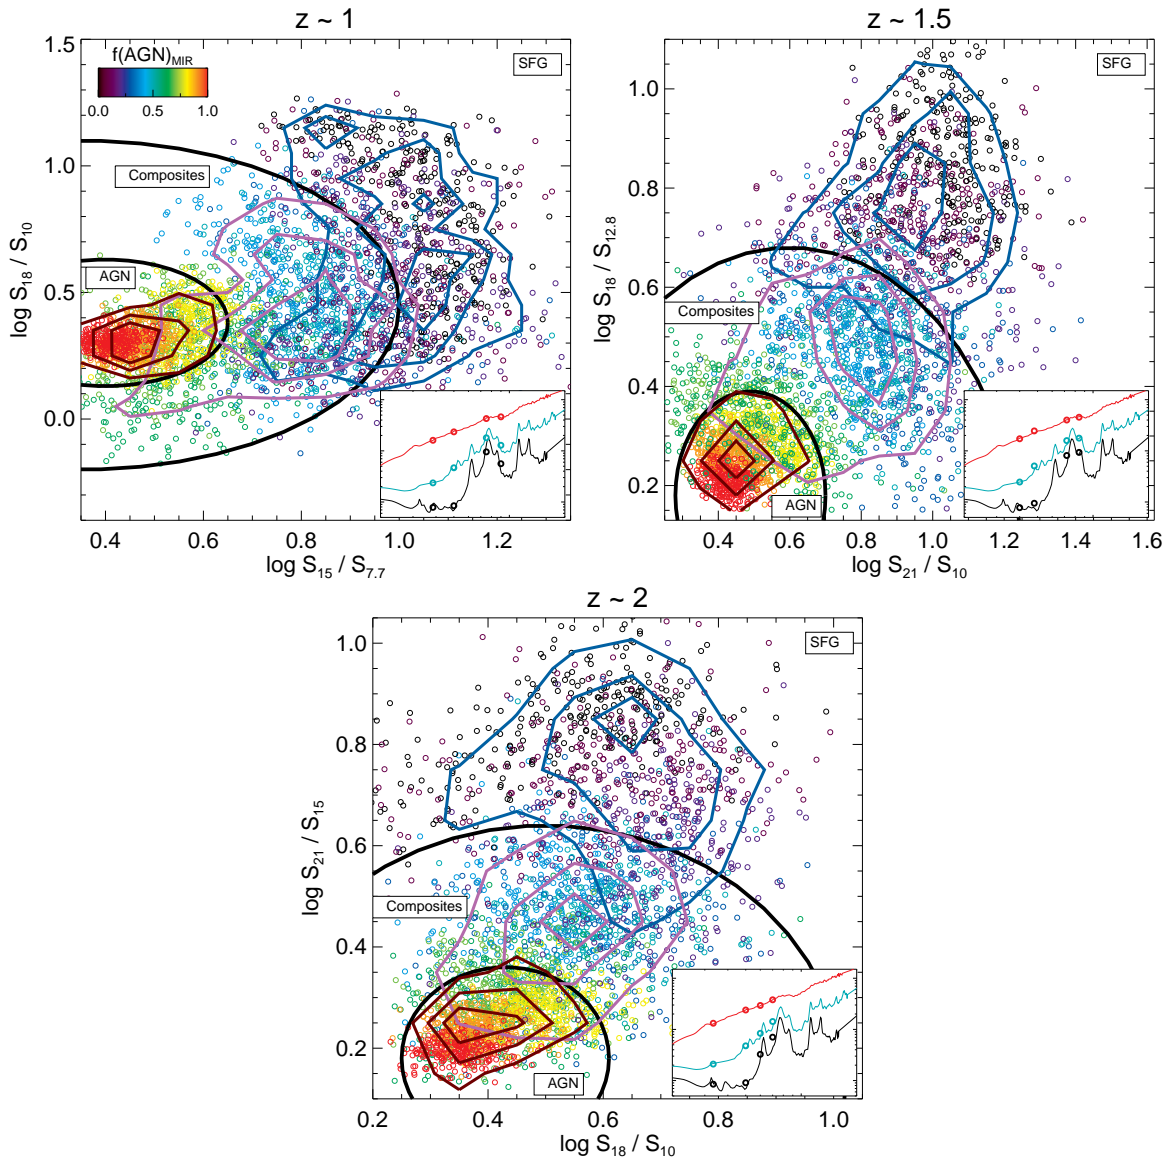 z ~ 1
1.5
1.0
0.5
0.0
f(AGN)MIR
0.0 0.5 1.0
SFG
Composites
AGN
log S18 / S10
0.4 0.6 0.8 1.0 1.2
log S15 / S7.7
z ~ 1.5
1.0
0.8
0.6
0.4
0.2
SFG
Composites
AGN
log S18 / S12.8
0.4 0.6 0.8 1.0 1.2 1.4 1.6
log S21 / S10
z ~ 2
1.0
0.8
0.6
0.4
0.2
SFG
Composites
AGN
log S21 / S15
0.2 0.4 0.6 0.8 1.0
log S18 / S10